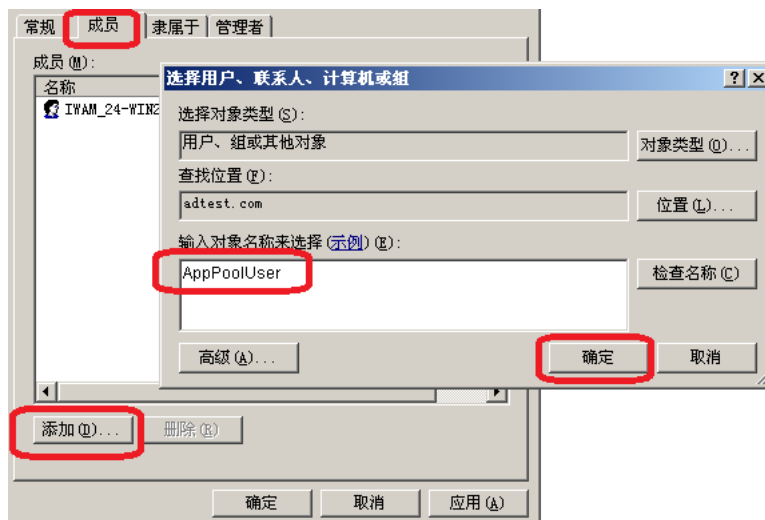 常规 成员 隶属于 管理者
成员(M):
名称
IWAM_24-WIN2
选择用户、联系人、计算机或组
选择对象类型(S):
用户、组或其他对象
对象类型(O)...
查找位置(F):
adtest.com
位置(L)...
输入对象名称来选择(示例)(E):
AppPoolUser
检查名称(C)
高级(A)...
确定
取消
添加(D)...
删除(R)
确定
取消
应用(A)